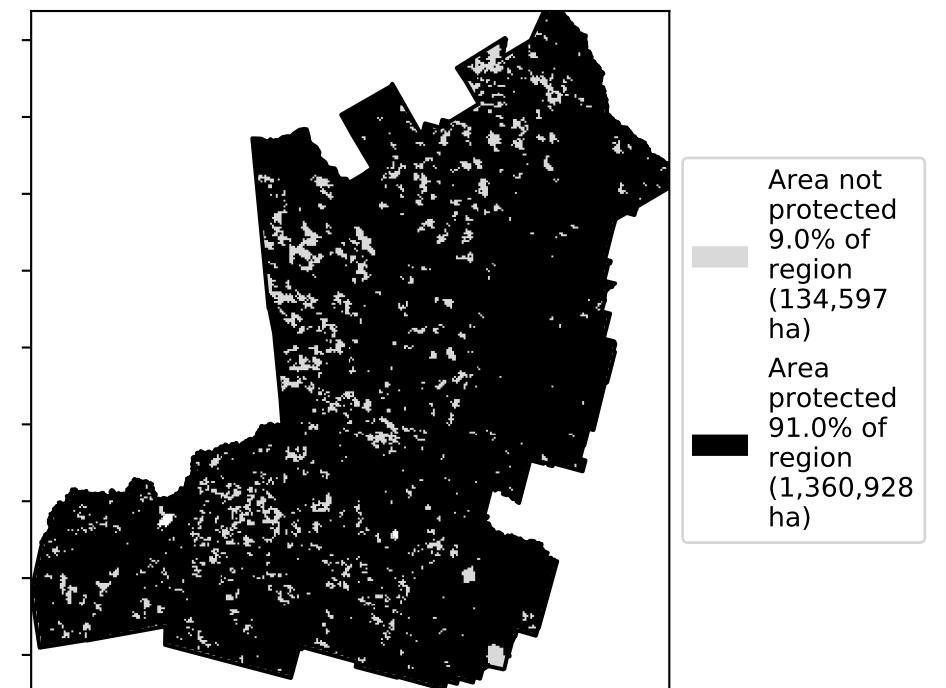 Area not
protected
9.0% of
region
(134,597
ha)
Area
protected
91.0% of
region
(1,360,928
ha)